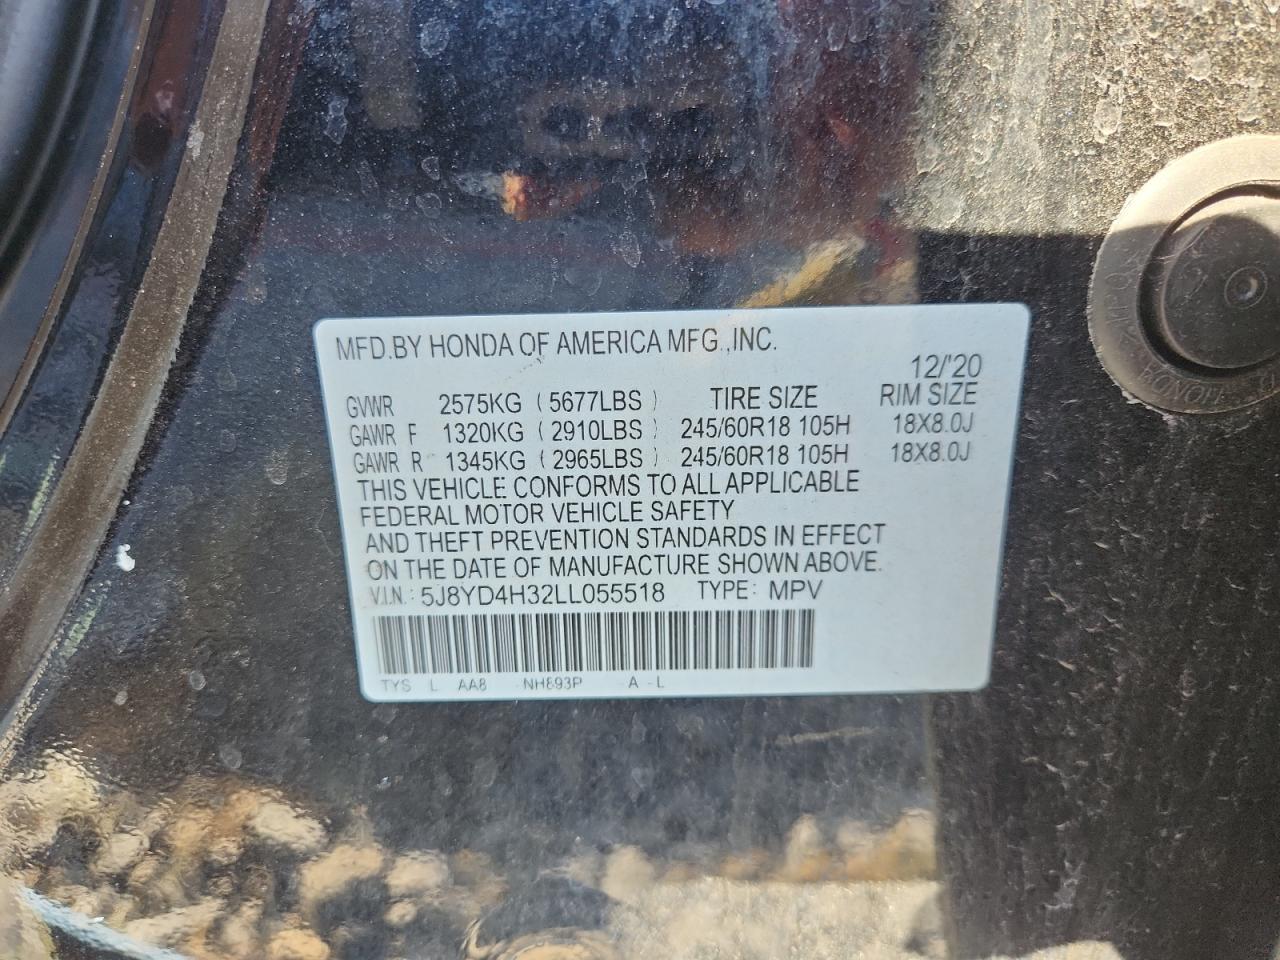 MFD.BY HONDA OF AMERICA MFG.,INC.
12/'20
GVWR 2575KG (5677LBS) TIRE SIZE RIM SIZE
GAWR F 1320KG (2910LBS) 245/60R18 105H 18X8.0J
GAWR R 1345KG (2965LBS) 245/60R18 105H 18X8.0J
THIS VEHICLE CONFORMS TO ALL APPLICABLE
FEDERAL MOTOR VEHICLE SAFETY
AND THEFT PREVENTION STANDARDS IN EFFECT
ON THE DATE OF MANUFACTURE SHOWN ABOVE.
V.I.N.: 5J8YD4H32LL055518 TYPE: MPV
TYS L AA8 NH893P A -L